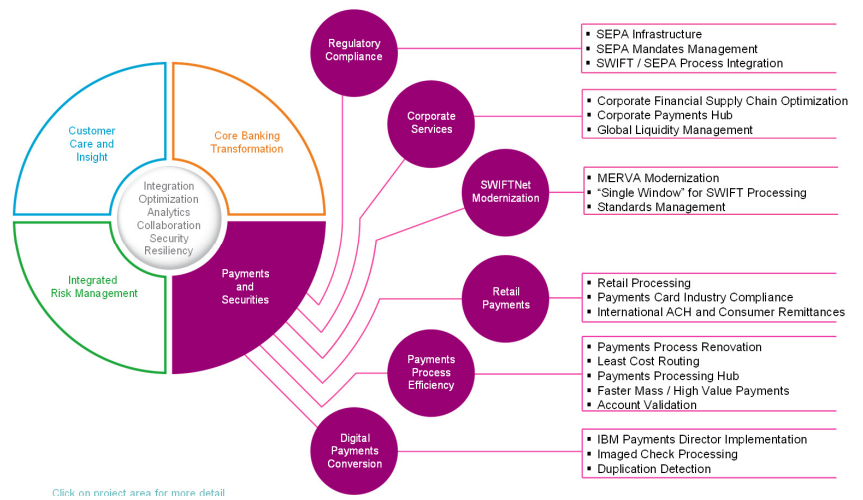 Regulatory
Compliance
SEPA Infrastructure
SEPA Mandates Management
SWIFT / SEPA Process Integration
Customer
Care and
Insight
Core Banking
Transformation
Corporate
Services
Corporate Financial Supply Chain Optimization
Corporate Payments Hub
Global Liquidity Management
Integration
Optimization
Analytics
Collaboration
Security
Resiliency
SWIFTNet
Modernization
MERVA Modernization
“Single Window” for SWIFT Processing
Standards Management
Integrated
Risk Management
Payments
and
Securities
Retail
Payments
Retail Processing
Payments Card Industry Compliance
International ACH and Consumer Remittances
Payments
Process
Efficiency
Payments Process Renovation
Least Cost Routing
Payments Processing Hub
Faster Mass / High Value Payments
Account Validation
Digital
Payments
Conversion
IBM Payments Director Implementation
Imaged Check Processing
Duplication Detection
Click on project area for more detail